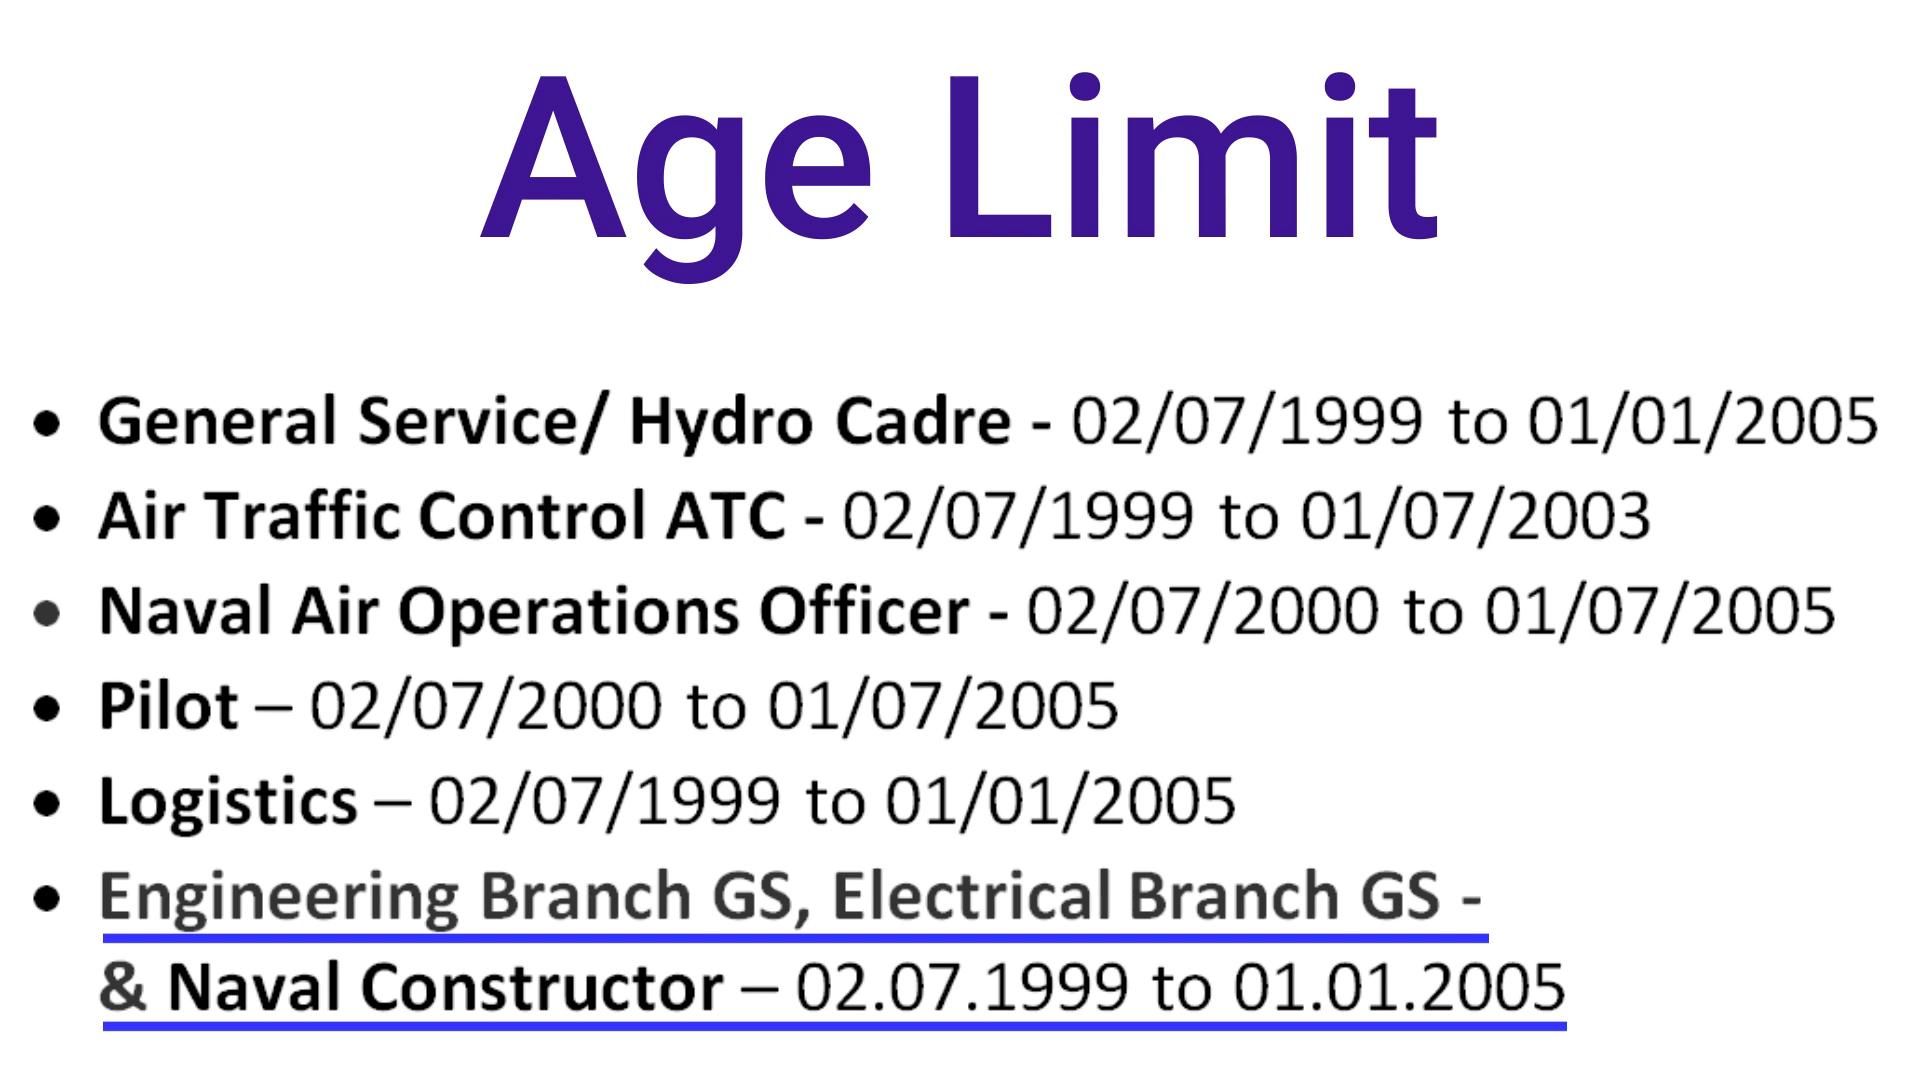 Age Limit
• General Service/ Hydro Cadre - 02/07/1999 to 01/01/2005
• Air Traffic Control ATC - 02/07/1999 to 01/07/2003
• Naval Air Operations Officer - 02/07/2000 to 01/07/2005
• Pilot – 02/07/2000 to 01/07/2005
• Logistics – 02/07/1999 to 01/01/2005
• Engineering Branch GS, Electrical Branch GS -
& Naval Constructor – 02.07.1999 to 01.01.2005